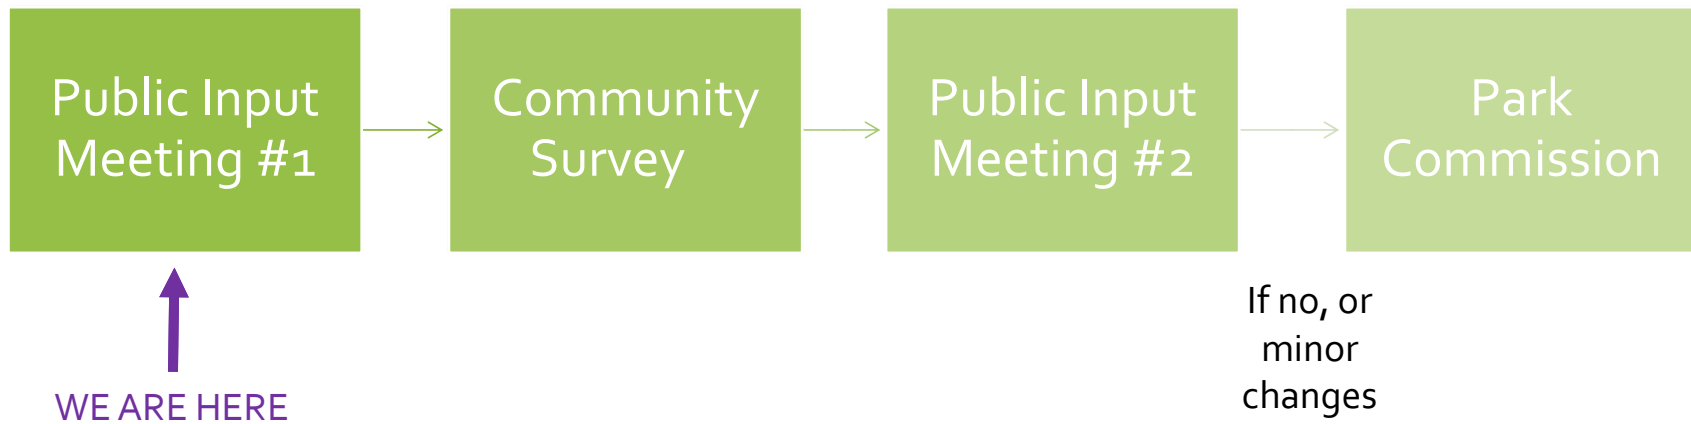 Public Input
Meeting #1
Community
Survey
Public Input
Meeting #2
Park
Commission
If no, or
minor
changes
WE ARE HERE